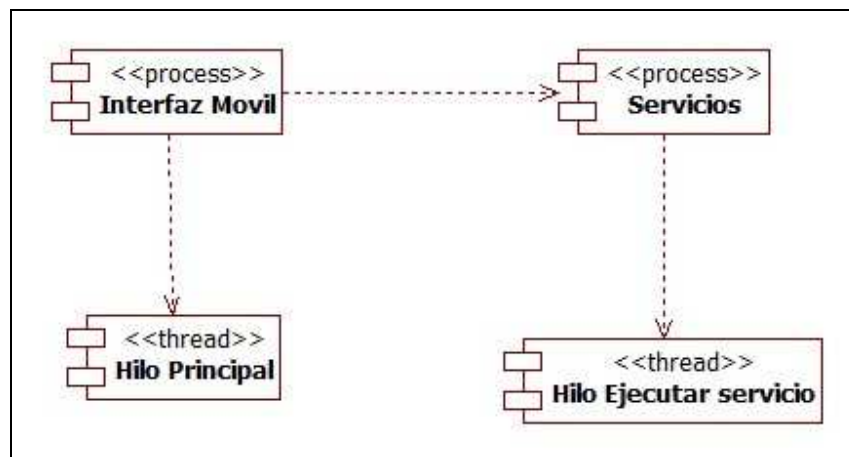 <<process>>
Interfaz Movil
<<process>>
Servicios
<<thread>>
Hilo Principal
<<thread>>
Hilo Ejecutar servicio